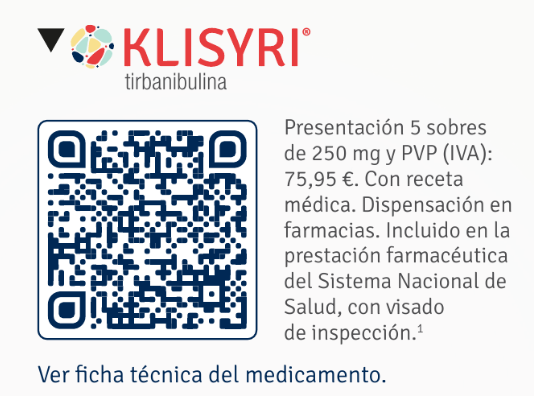 ▼ KLISYRI®
tirbanibulina
Presentación 5 sobres
de 250 mg y PVP (IVA):
75,95 €. Con receta
médica. Dispensación en
farmacias. Incluido en la
prestación farmacéutica
del Sistema Nacional de
Salud, con visado
de inspección.¹
Ver ficha técnica del medicamento.